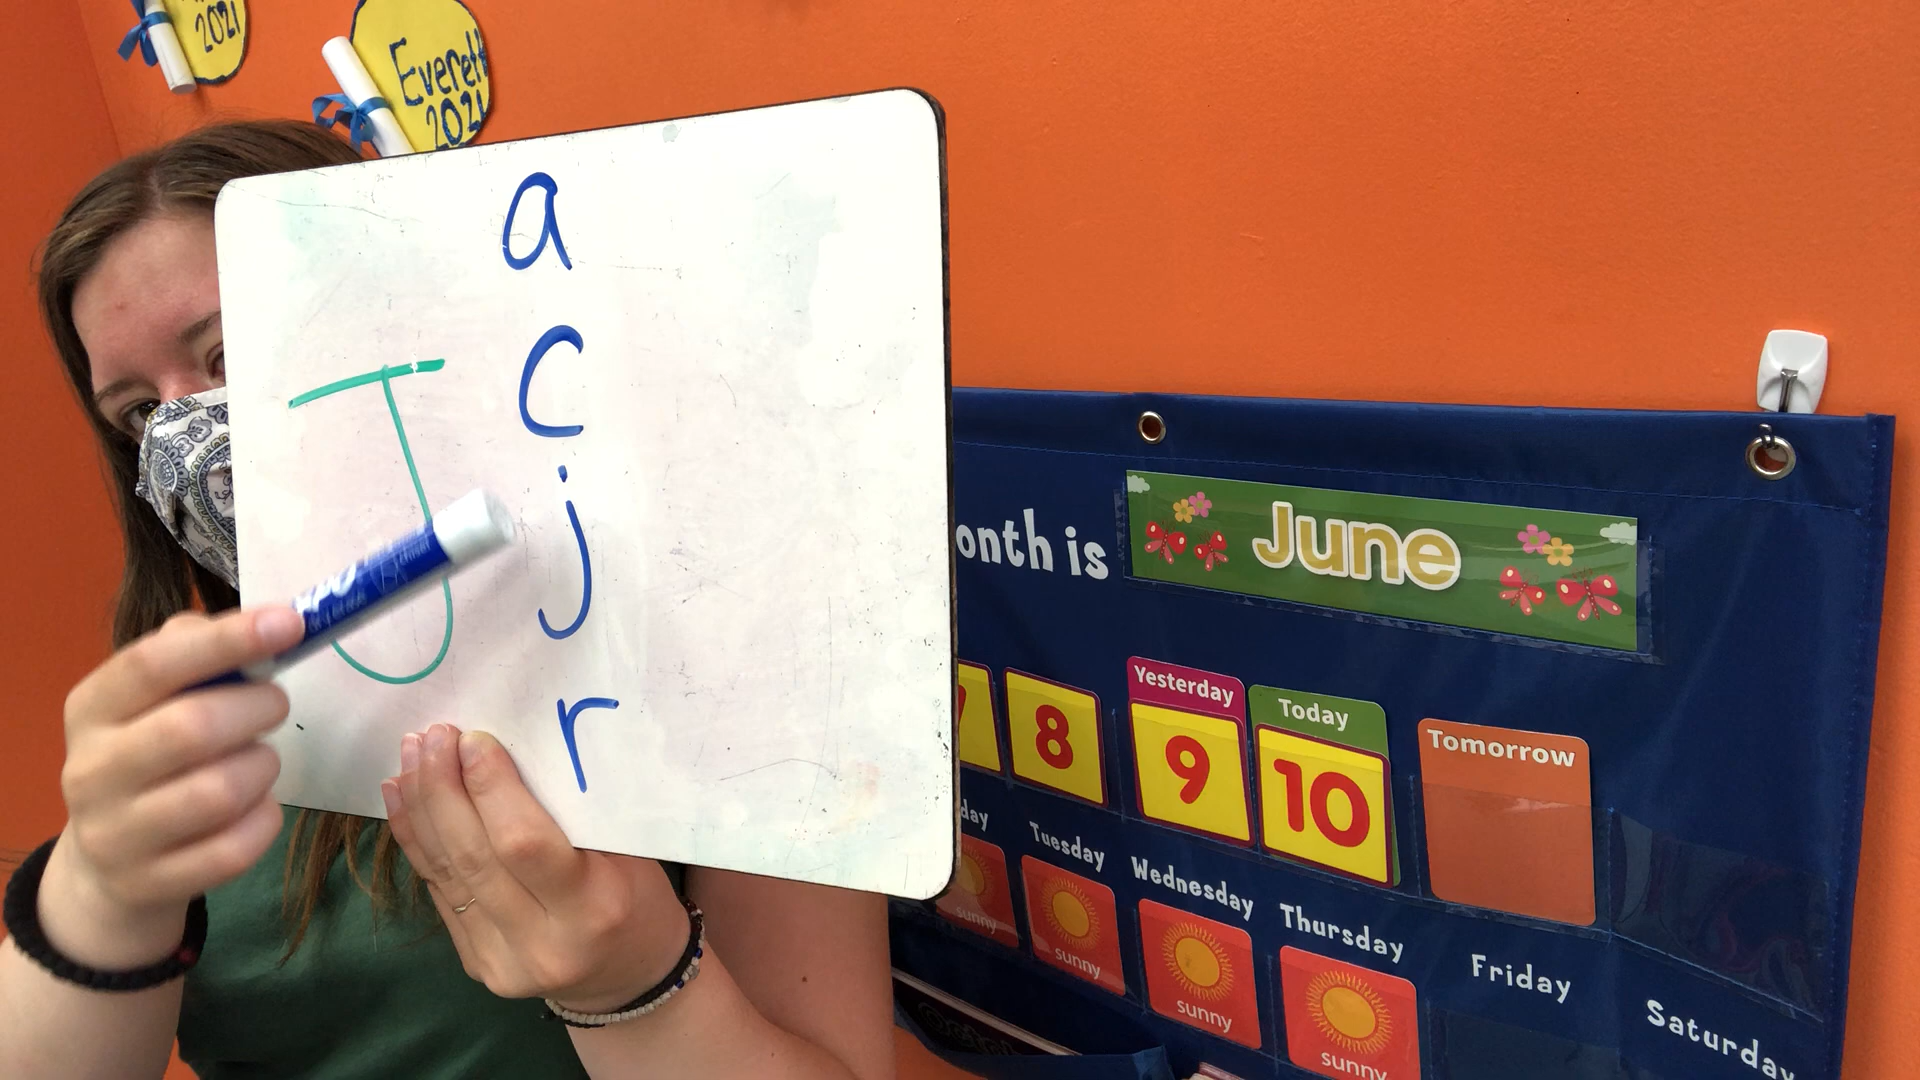 2021
Everett
2021
a
c
J
j
r
onth is
June
8
Yesterday
9
Today
10
Tomorrow
day
Tuesday
Wednesday
Thursday
Friday
Saturday
sunny
sunny
sunny
sunny